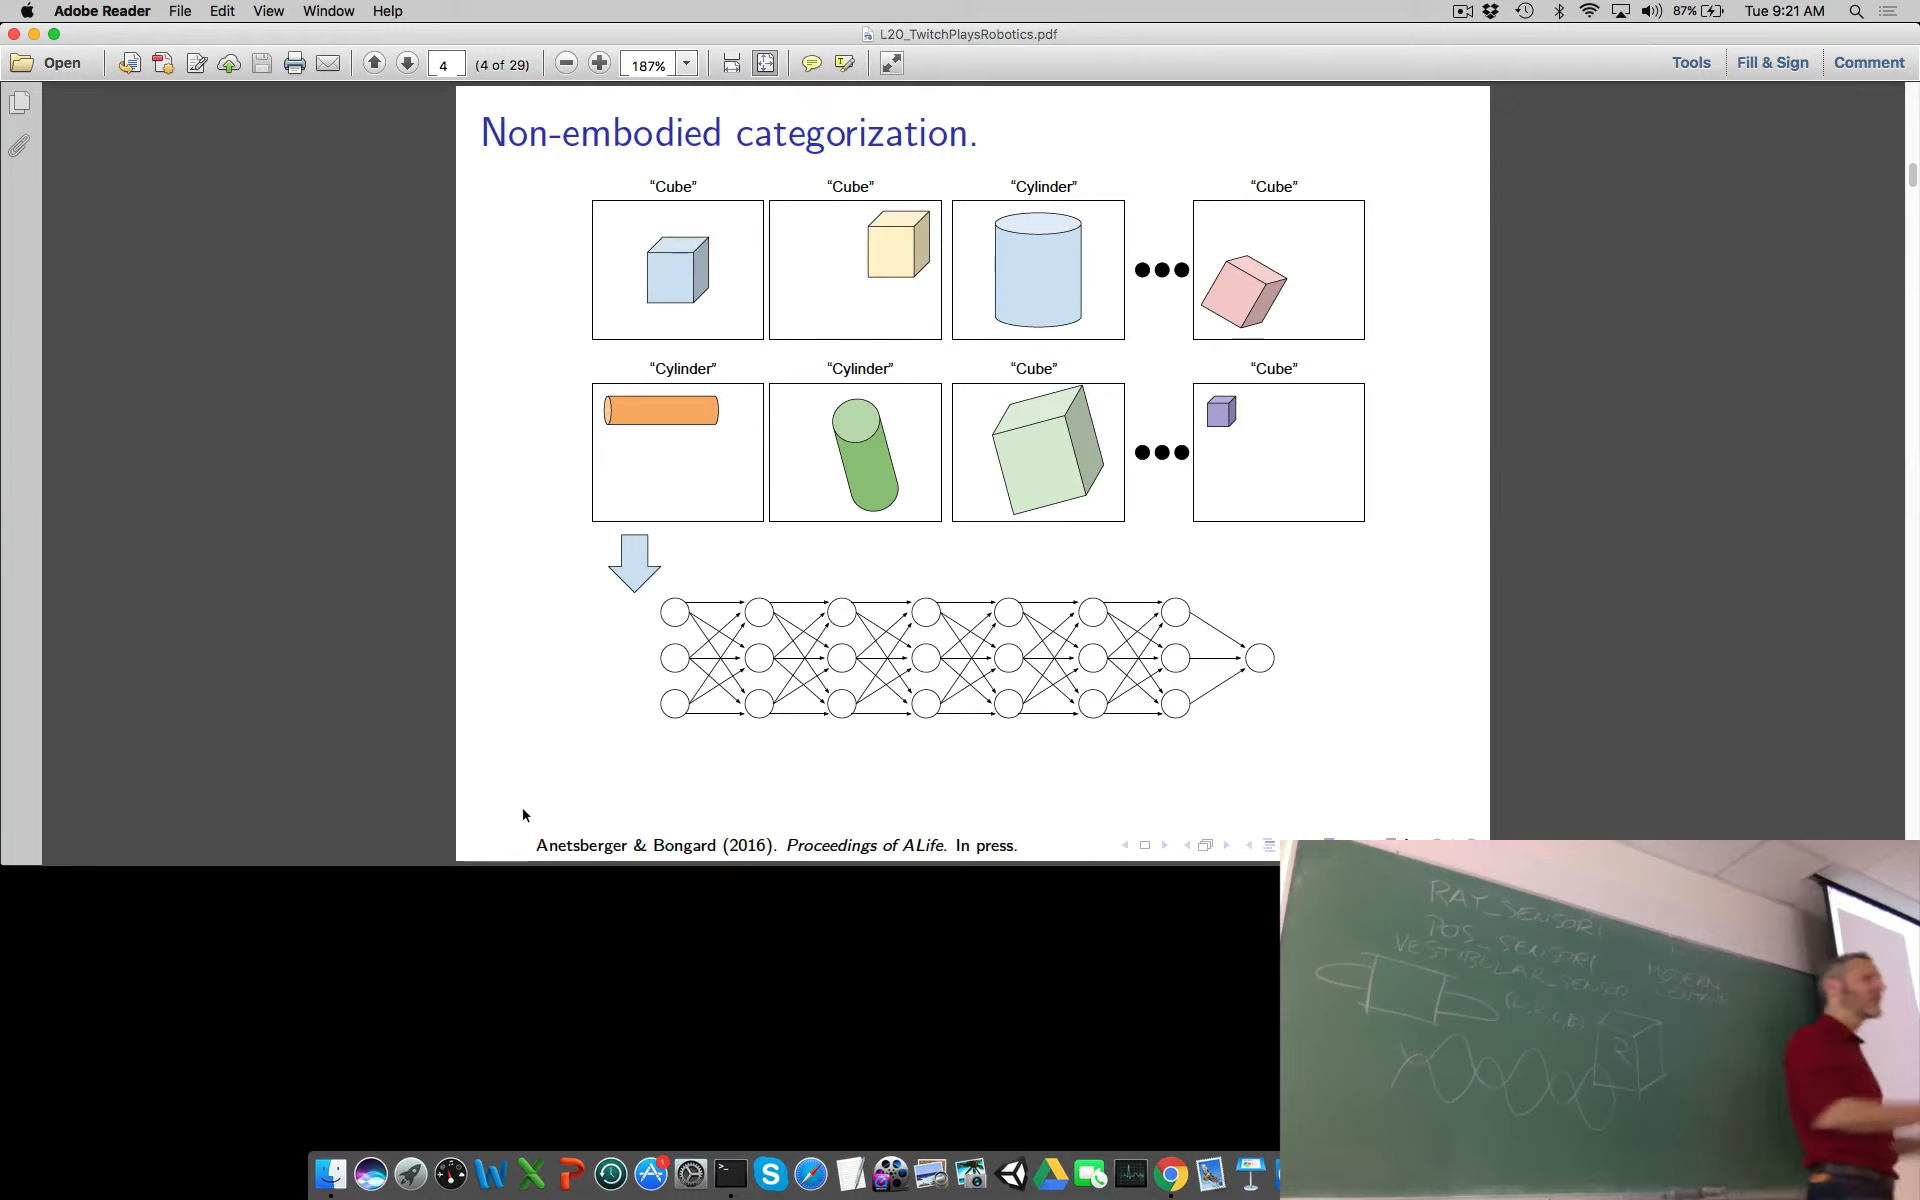 Adobe Reader File Edit View Window Help 87% Tue 9:21 AM
L20_TwitchPlaysRobotics.pdf
Open 4 (4 of 29) 187% Tools Fill & Sign Comment
Non-embodied categorization.
“Cube” “Cube” “Cylinder” “Cube”
“Cylinder” “Cylinder” “Cube” “Cube”
Anetsberger & Bongard (2016). Proceedings of ALife. In press.
RAY_SENSOR
POS_SENSOR
VESTIBULAR_SENSOR
MODERN